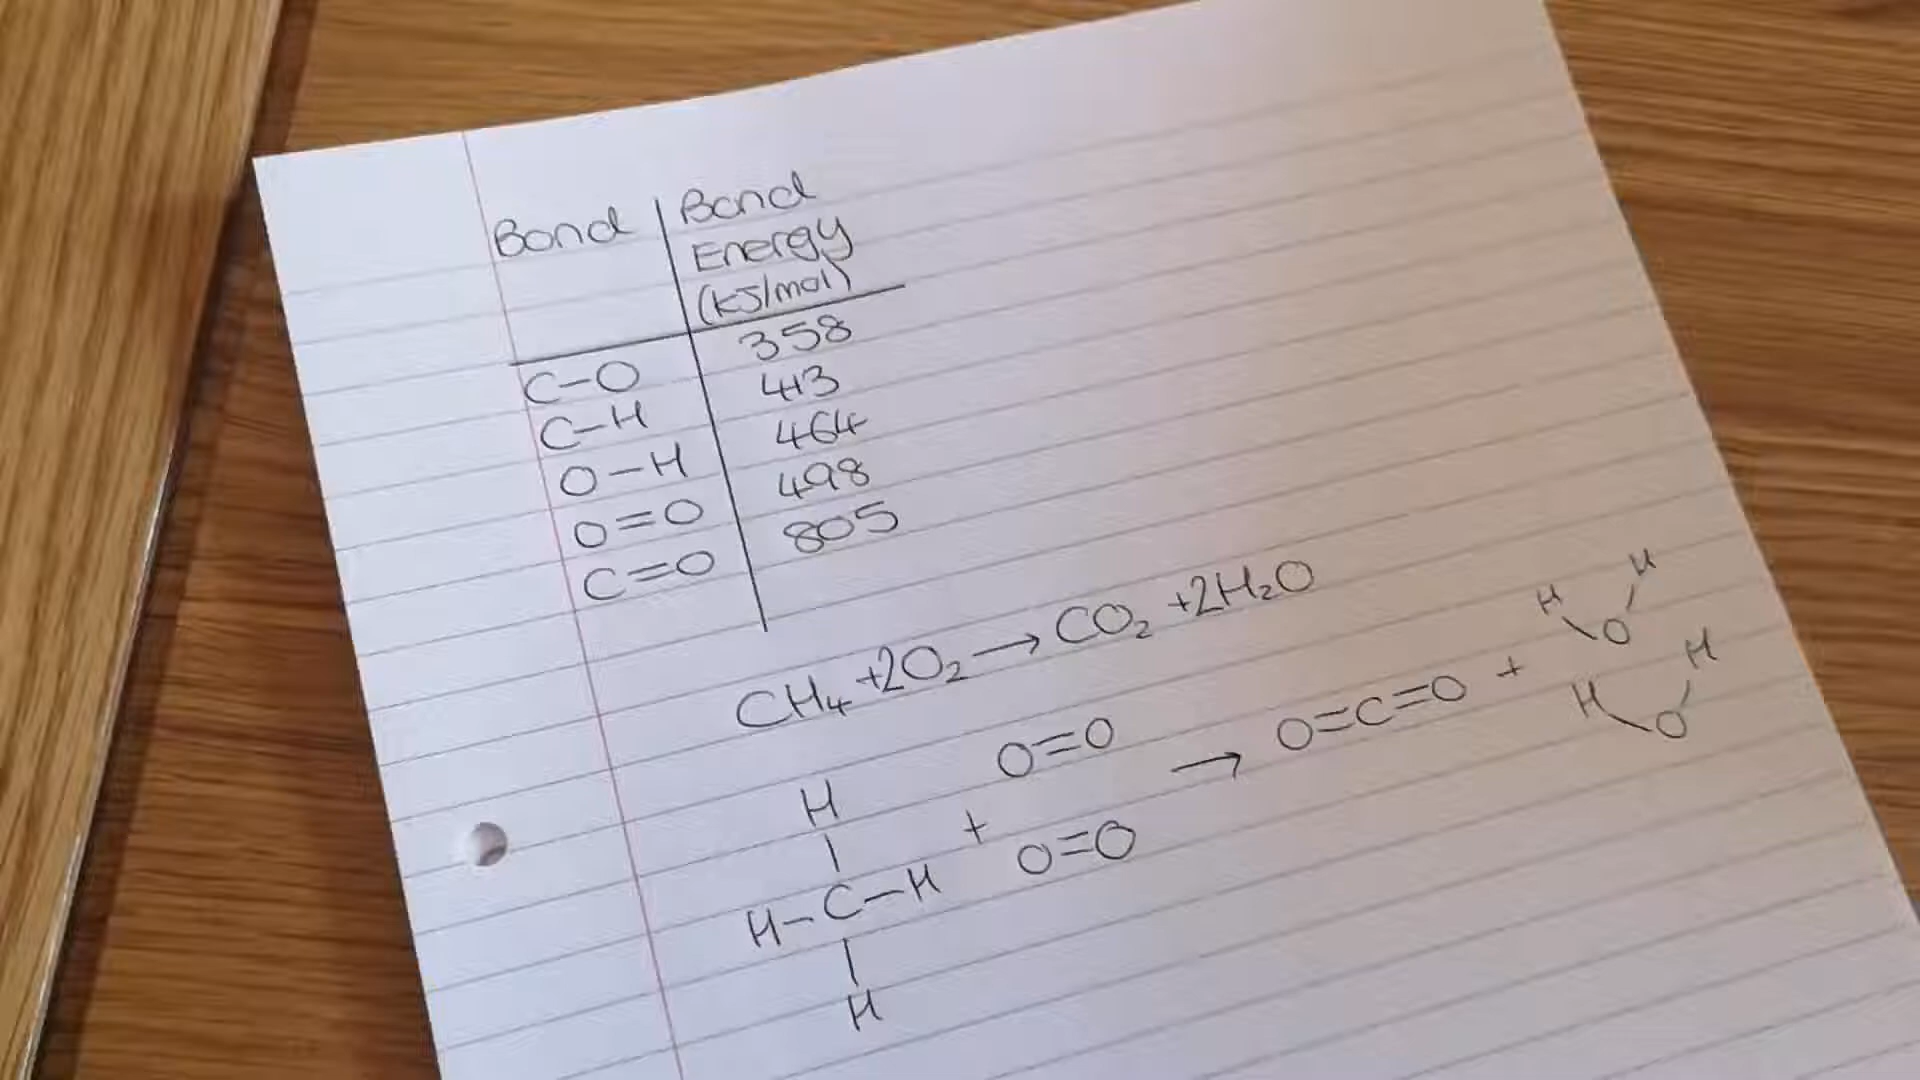 Bond | Bond
Energy
(kJ/mol)
C-O 358
C-H 413
O-H 464
O=O 498
C=O 805
CH₄ + 2O₂ → CO₂ + 2H₂O
H H
O
O=O → O=C=O + H H
O
H
| + O=O
H-C-H
|
H